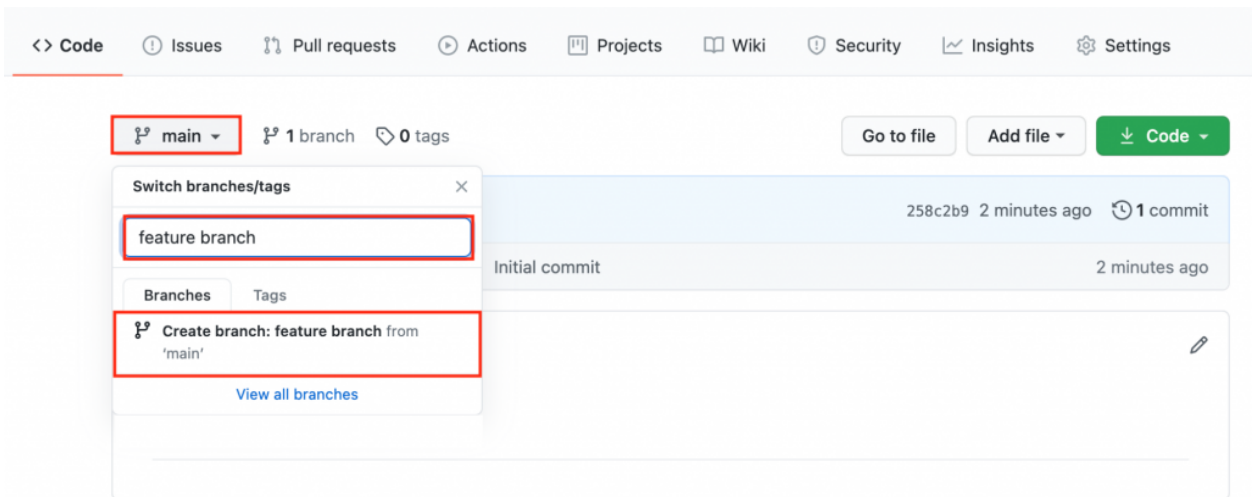 <> Code Issues Pull requests Actions Projects Wiki Security Insights Settings
main 1 branch 0 tags Go to file Add file Code
Switch branches/tags
258c2b9 2 minutes ago 1 commit
feature branch
Initial commit 2 minutes ago
Branches Tags
Create branch: feature branch from
‘main’
View all branches